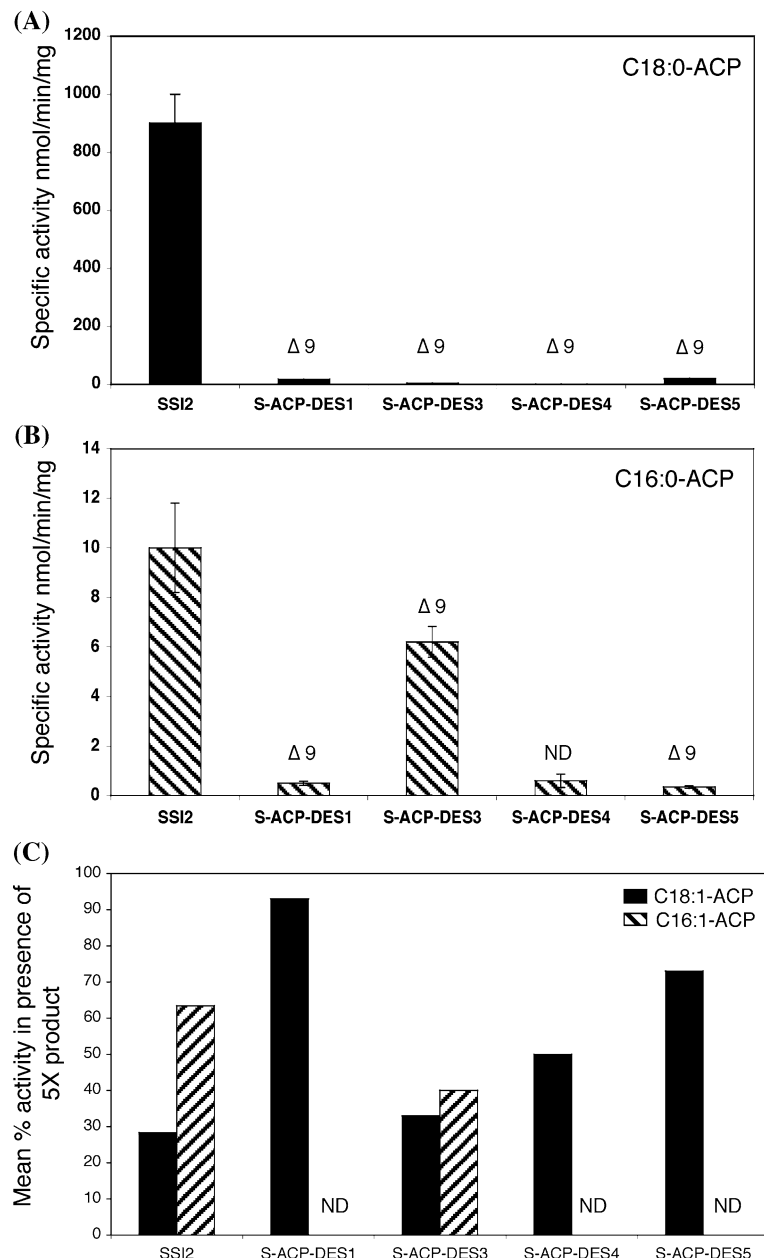 (A)
1200
1000
800
600
400
200
0
Specific activity nmol/min/mg
C18:0-ACP
Δ 9
Δ 9
Δ 9
Δ 9
SSI2
S-ACP-DES1
S-ACP-DES3
S-ACP-DES4
S-ACP-DES5
(B)
14
12
10
8
6
4
2
0
Specific activity nmol/min/mg
C16:0-ACP
Δ 9
Δ 9
ND
Δ 9
SSI2
S-ACP-DES1
S-ACP-DES3
S-ACP-DES4
S-ACP-DES5
(C)
100
90
80
70
60
50
40
30
20
10
0
Mean % activity in presence of
5X product
C18:1-ACP
C16:1-ACP
ND
ND
ND
SSI2
S-ACP-DES1
S-ACP-DES3
S-ACP-DES4
S-ACP-DES5